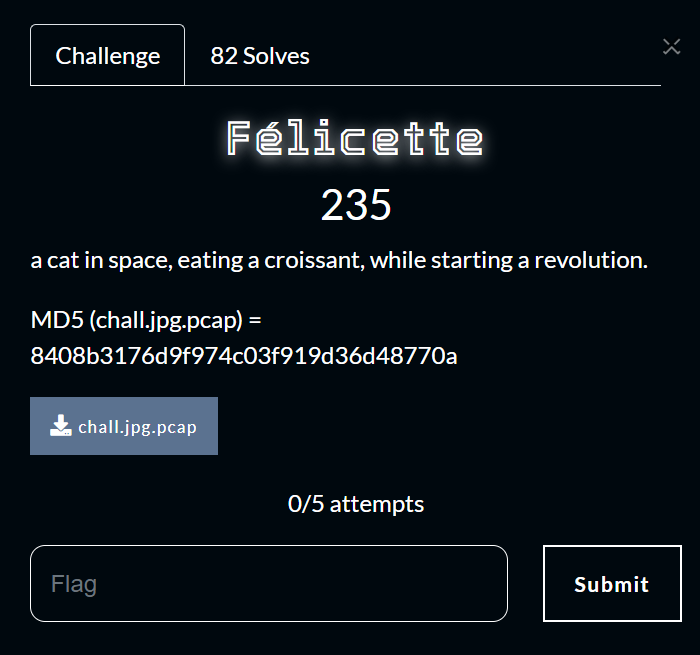 Challenge
82 Solves
Félicette
235
a cat in space, eating a croissant, while starting a revolution.
MD5 (chall.jpg.pcap) =
8408b3176d9f974c03f919d36d48770a
chall.jpg.pcap
0/5 attempts
Flag
Submit